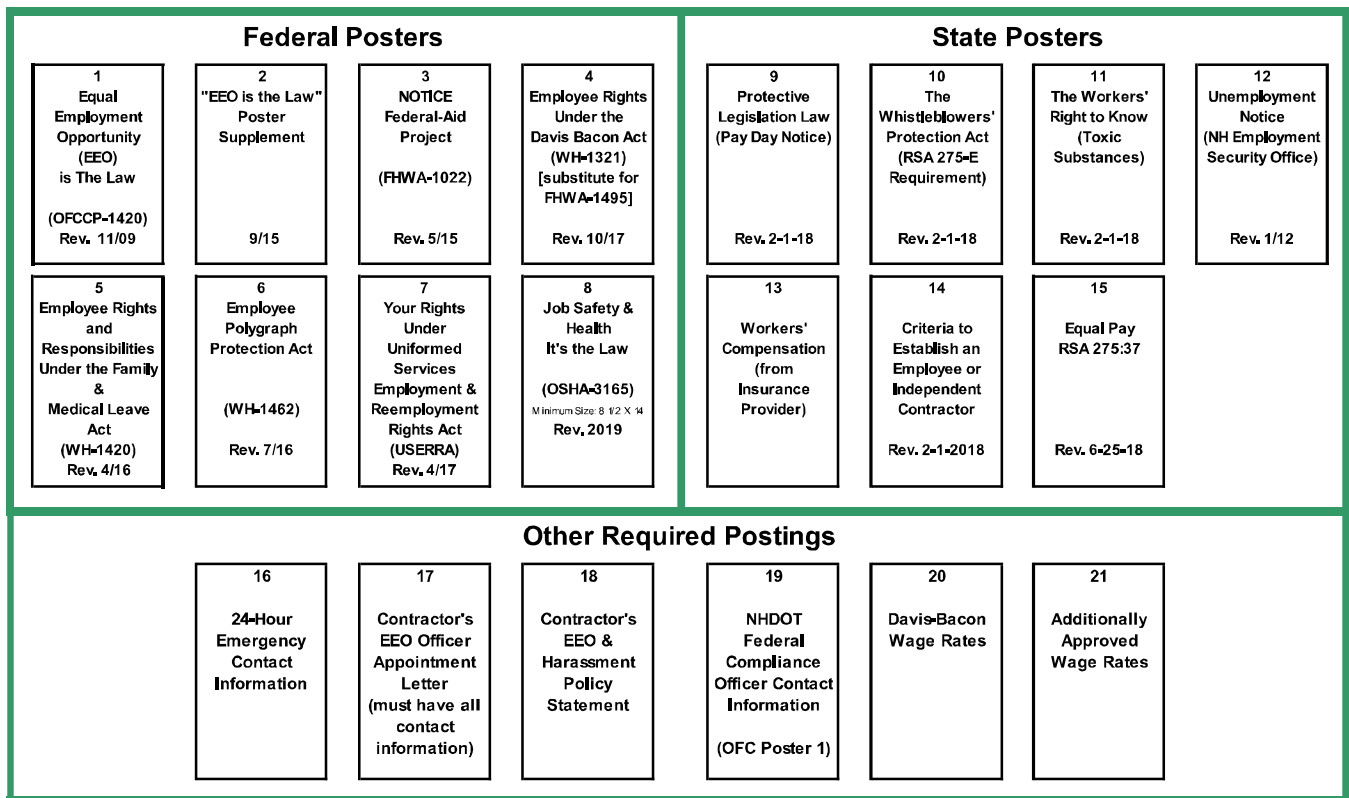 Federal Posters
1
Equal
Employment
Opportunity
(EEO)
is The Law
(OFCCP-1420)
Rev. 11/09
2
"EEO is the Law"
Poster
Supplement
9/15
3
NOTICE
Federal-Aid
Project
(FHWA-1022)
Rev. 5/15
4
Employee Rights
Under the
Davis Bacon Act
(WH-1321)
[substitute for
FHWA-1495]
Rev. 10/17
5
Employee Rights
and
Responsibilities
Under the Family
&
Medical Leave
Act
(WH-1420)
Rev. 4/16
6
Employee
Polygraph
Protection Act
(WH-1462)
Rev. 7/16
7
Your Rights
Under
Uniformed
Services
Employment &
Reemployment
Rights Act
(USERRA)
Rev. 4/17
8
Job Safety &
Health
It's the Law
(OSHA-3165)
Minimum Size: 8 1/2 X 14
Rev. 2019
State Posters
9
Protective
Legislation Law
(Pay Day Notice)
Rev. 2-1-18
10
The
Whistleblowers'
Protection Act
(RSA 275-E
Requirement)
Rev. 2-1-18
11
The Workers'
Right to Know
(Toxic
Substances)
Rev. 2-1-18
12
Unemployment
Notice
(NH Employment
Security Office)
Rev. 1/12
13
Workers'
Compensation
(from
Insurance
Provider)
14
Criteria to
Establish an
Employee or
Independent
Contractor
Rev. 2-1-2018
15
Equal Pay
RSA 275:37
Rev. 6-25-18
Other Required Postings
16
24-Hour
Emergency
Contact
Information
17
Contractor's
EEO Officer
Appointment
Letter
(must have all
contact
information)
18
Contractor's
EEO &
Harassment
Policy
Statement
19
NHDOT
Federal
Compliance
Officer Contact
Information
(OFC Poster 1)
20
Davis-Bacon
Wage Rates
21
Additionally
Approved
Wage Rates